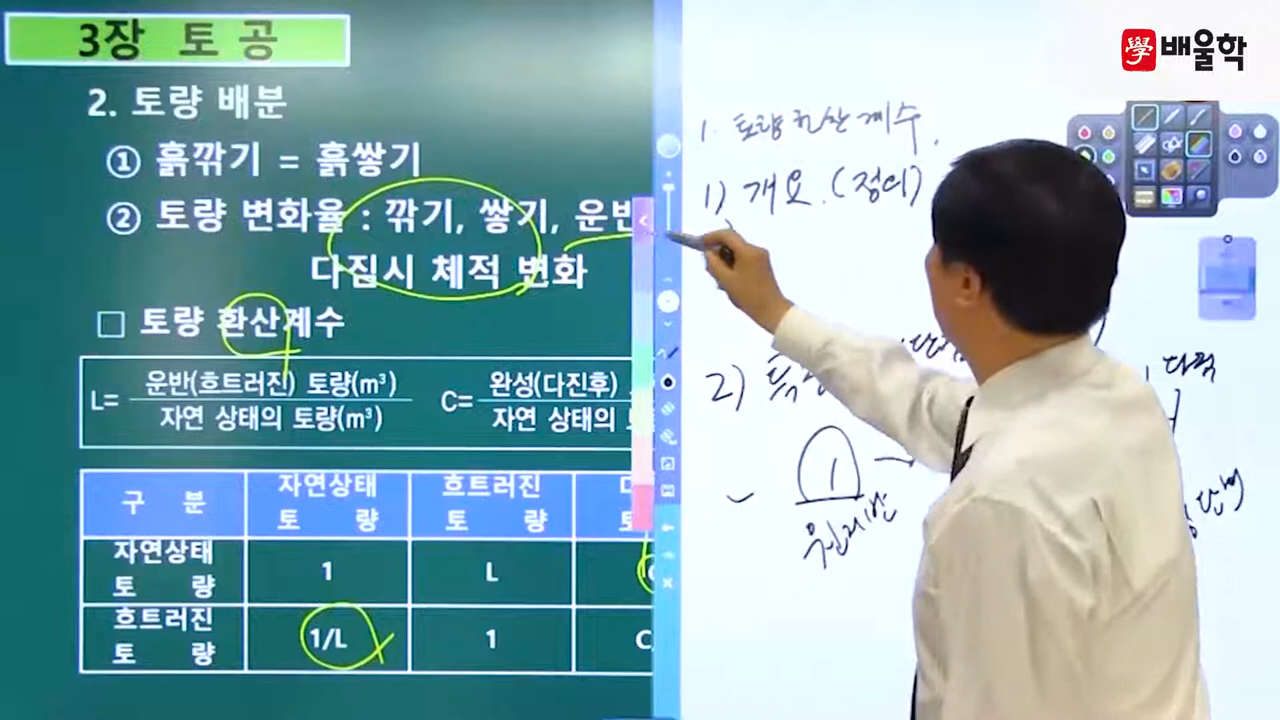 3장 토 공
2. 토량 배분
① 흙깎기 = 흙쌓기
② 토량 변화율 : 깎기, 쌓기, 운반
다짐시 체적 변화
□ 토량 환산계수
L= 운반(흐트러진) 토량(m³)
자연 상태의 토량(m³)
C= 완성(다진후)
자연 상태의
구 분
자연상태
토 량
흐트러진
토 량
자연상태
토 량
1
L
흐트러진
토 량
1/L
1
學 배울학
1. 토량환산계수
1) 개요.(정의)
2)
1